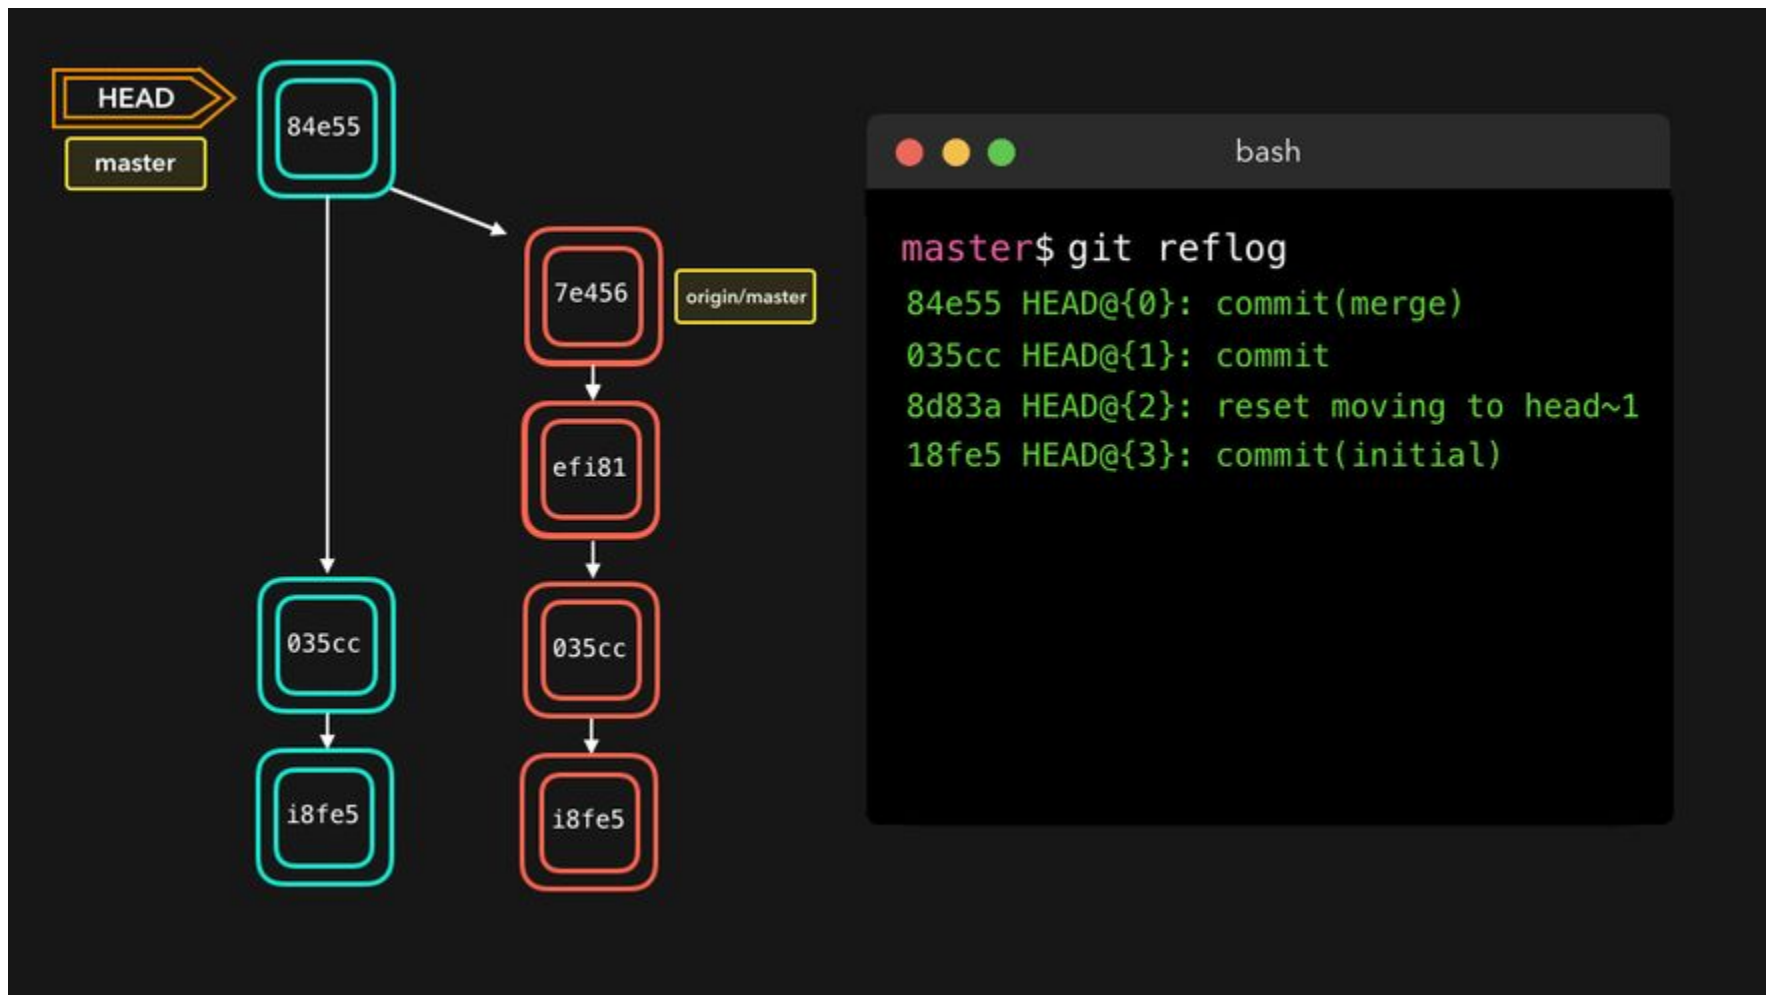 HEAD
master
84e55
7e456
origin/master
efi81
035cc
035cc
i8fe5
i8fe5
bash
master$ git reflog
84e55 HEAD@{0}: commit(merge)
035cc HEAD@{1}: commit
8d83a HEAD@{2}: reset moving to head~1
18fe5 HEAD@{3}: commit(initial)